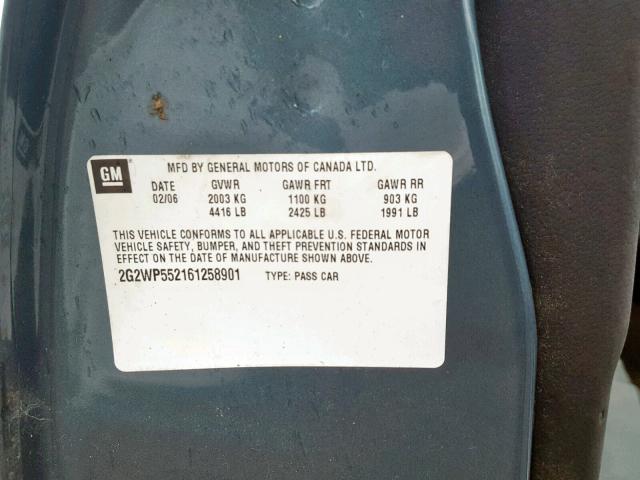 GM
MFD BY GENERAL MOTORS OF CANADA LTD.
DATE GVWR GAWR FRT GAWR RR
02/06 2003 KG 1100 KG 903 KG
4416 LB 2425 LB 1991 LB
THIS VEHICLE CONFORMS TO ALL APPLICABLE U.S. FEDERAL MOTOR
VEHICLE SAFETY, BUMPER, AND THEFT PREVENTION STANDARDS IN
EFFECT ON THE DATE OF MANUFACTURE SHOWN ABOVE.
2G2WP552161258901 TYPE: PASS CAR